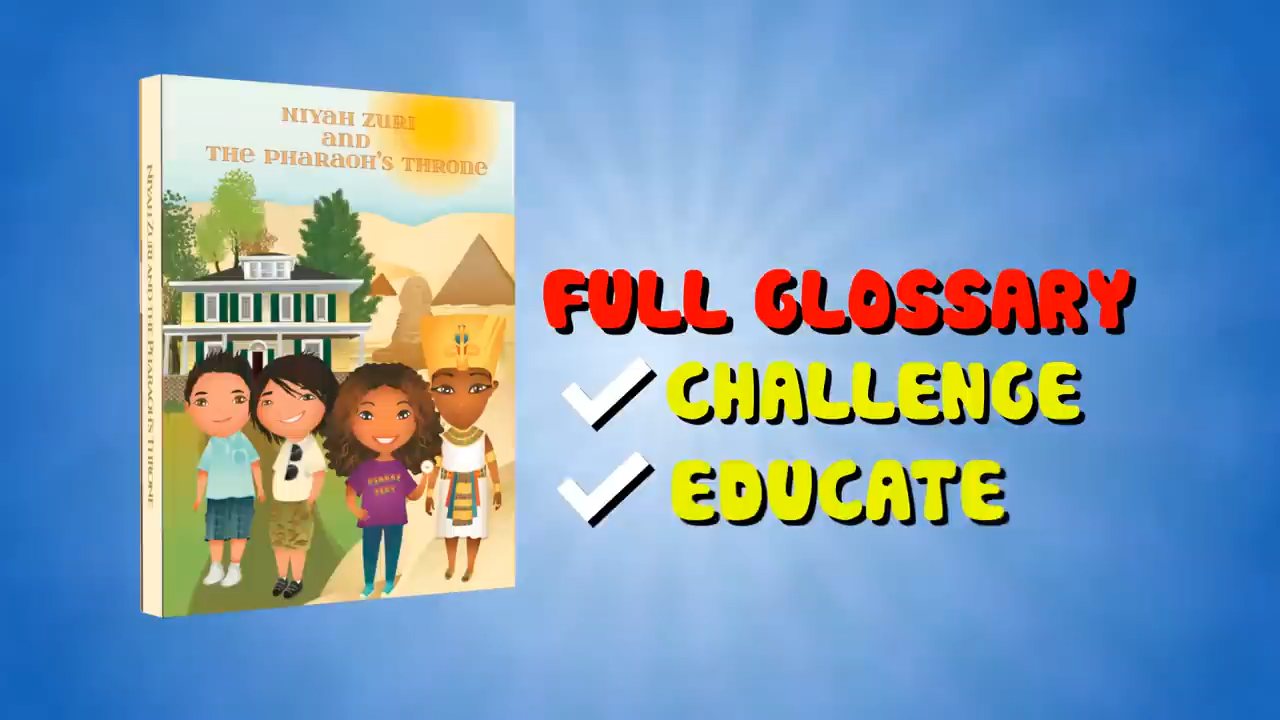 NIYAH ZURI
AND
THE PHARAOH'S THRONE
NIYAH ZURI AND THE PHARAOH'S THRONE
FULL GLOSSARY
CHALLENGE
EDUCATE